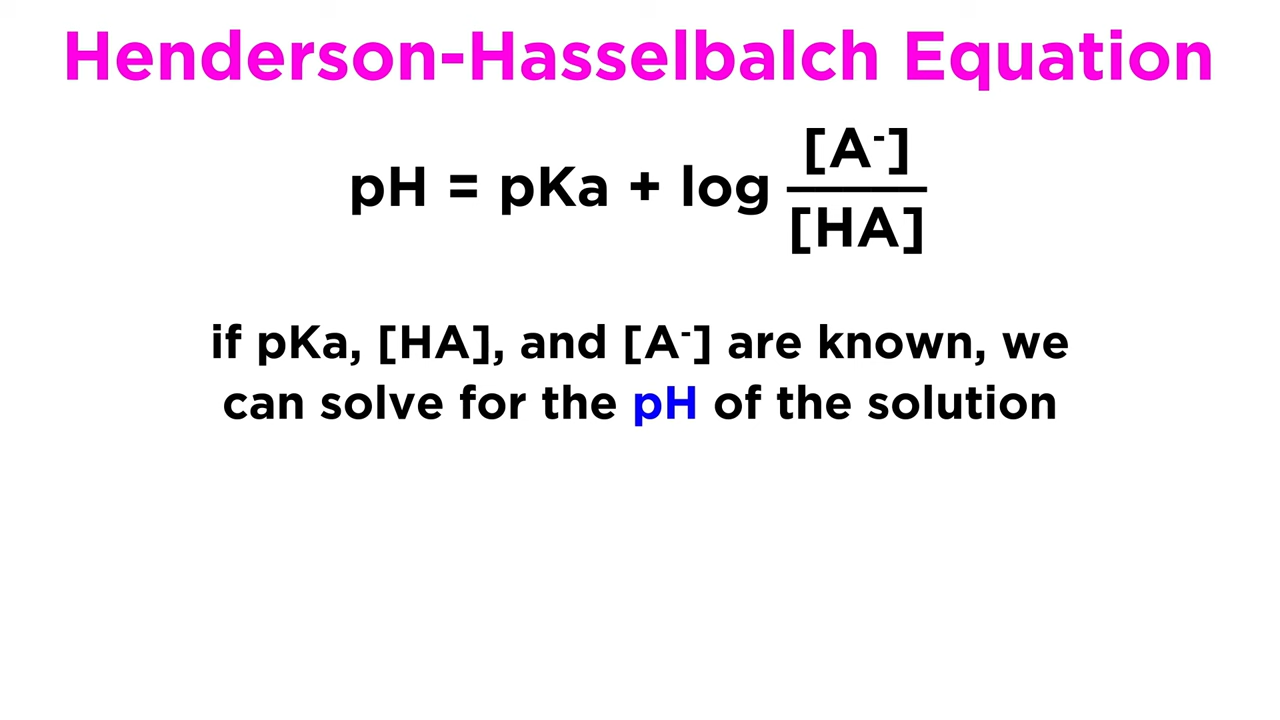 Henderson-Hasselbalch Equation
pH = pKa + log [A⁻] / [HA]
if pKa, [HA], and [A⁻] are known, we
can solve for the pH of the solution